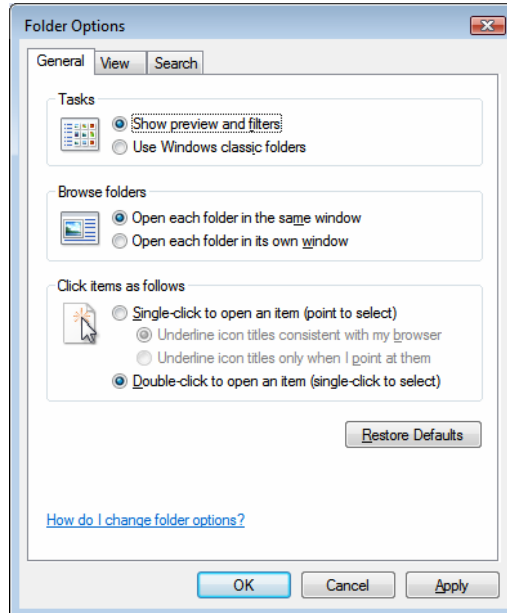 Folder Options
General View Search
Tasks
Show preview and filters
Use Windows classic folders
Browse folders
Open each folder in the same window
Open each folder in its own window
Click items as follows
Single-click to open an item (point to select)
Underline icon titles consistent with my browser
Underline icon titles only when I point at them
Double-click to open an item (single-click to select)
Restore Defaults
How do I change folder options?
OK Cancel Apply